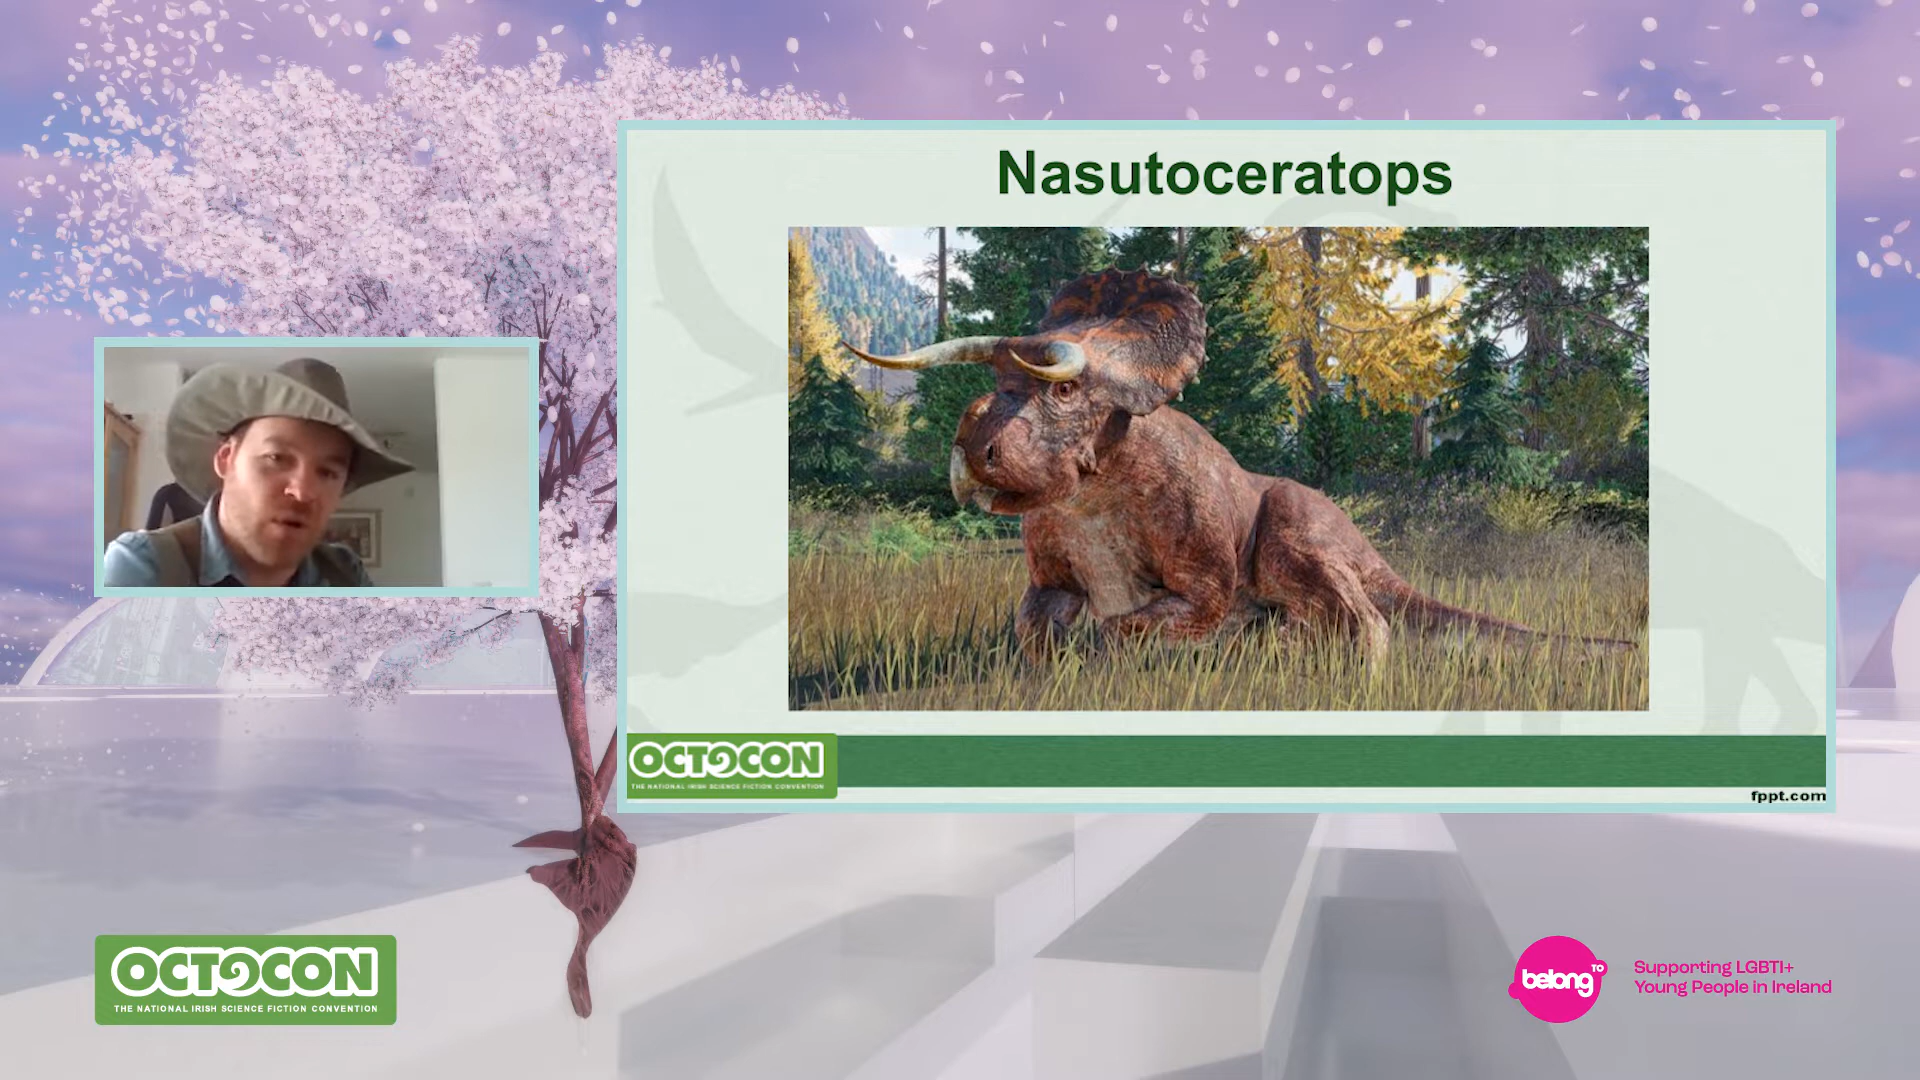 Nasutoceratops
OCTOCON
THE NATIONAL IRISH SCIENCE FICTION CONVENTION
fppt.com
OCTOCON
THE NATIONAL IRISH SCIENCE FICTION CONVENTION
belong TO
Supporting LGBTI+
Young People in Ireland